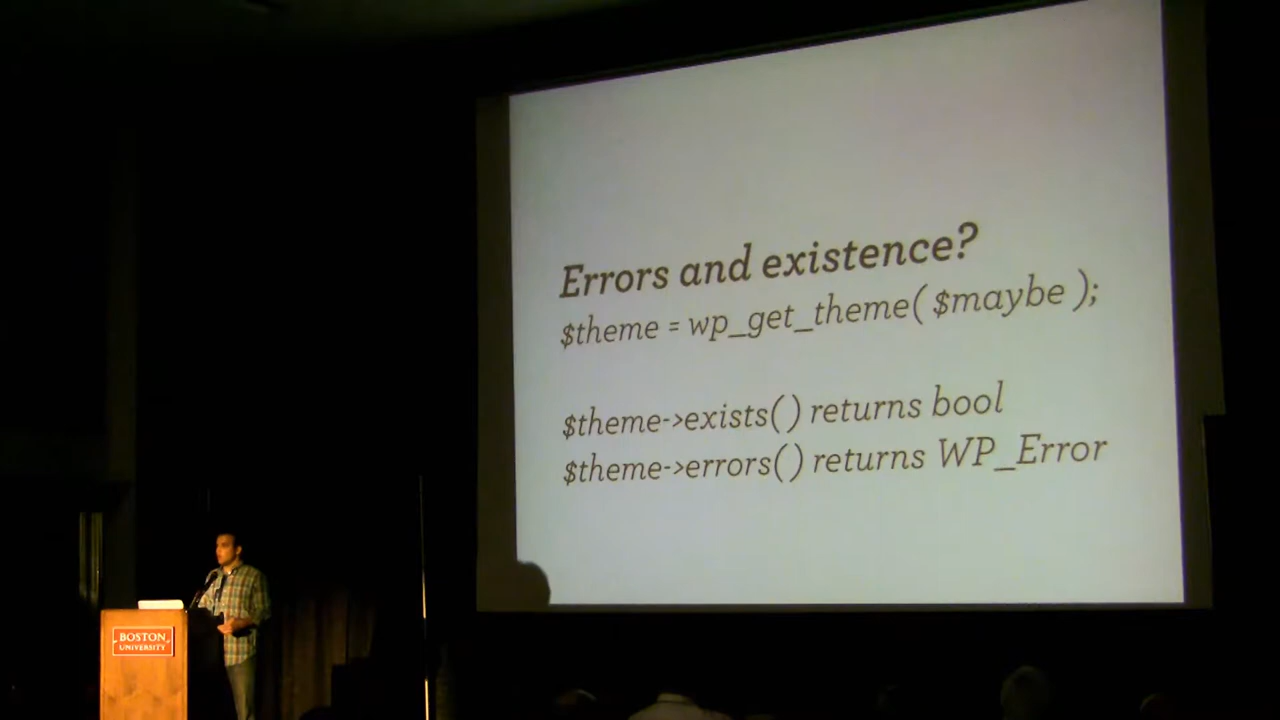 Errors and existence?
$theme = wp_get_theme( $maybe );
$theme->exists( ) returns bool
$theme->errors( ) returns WP_Error
BOSTON
UNIVERSITY